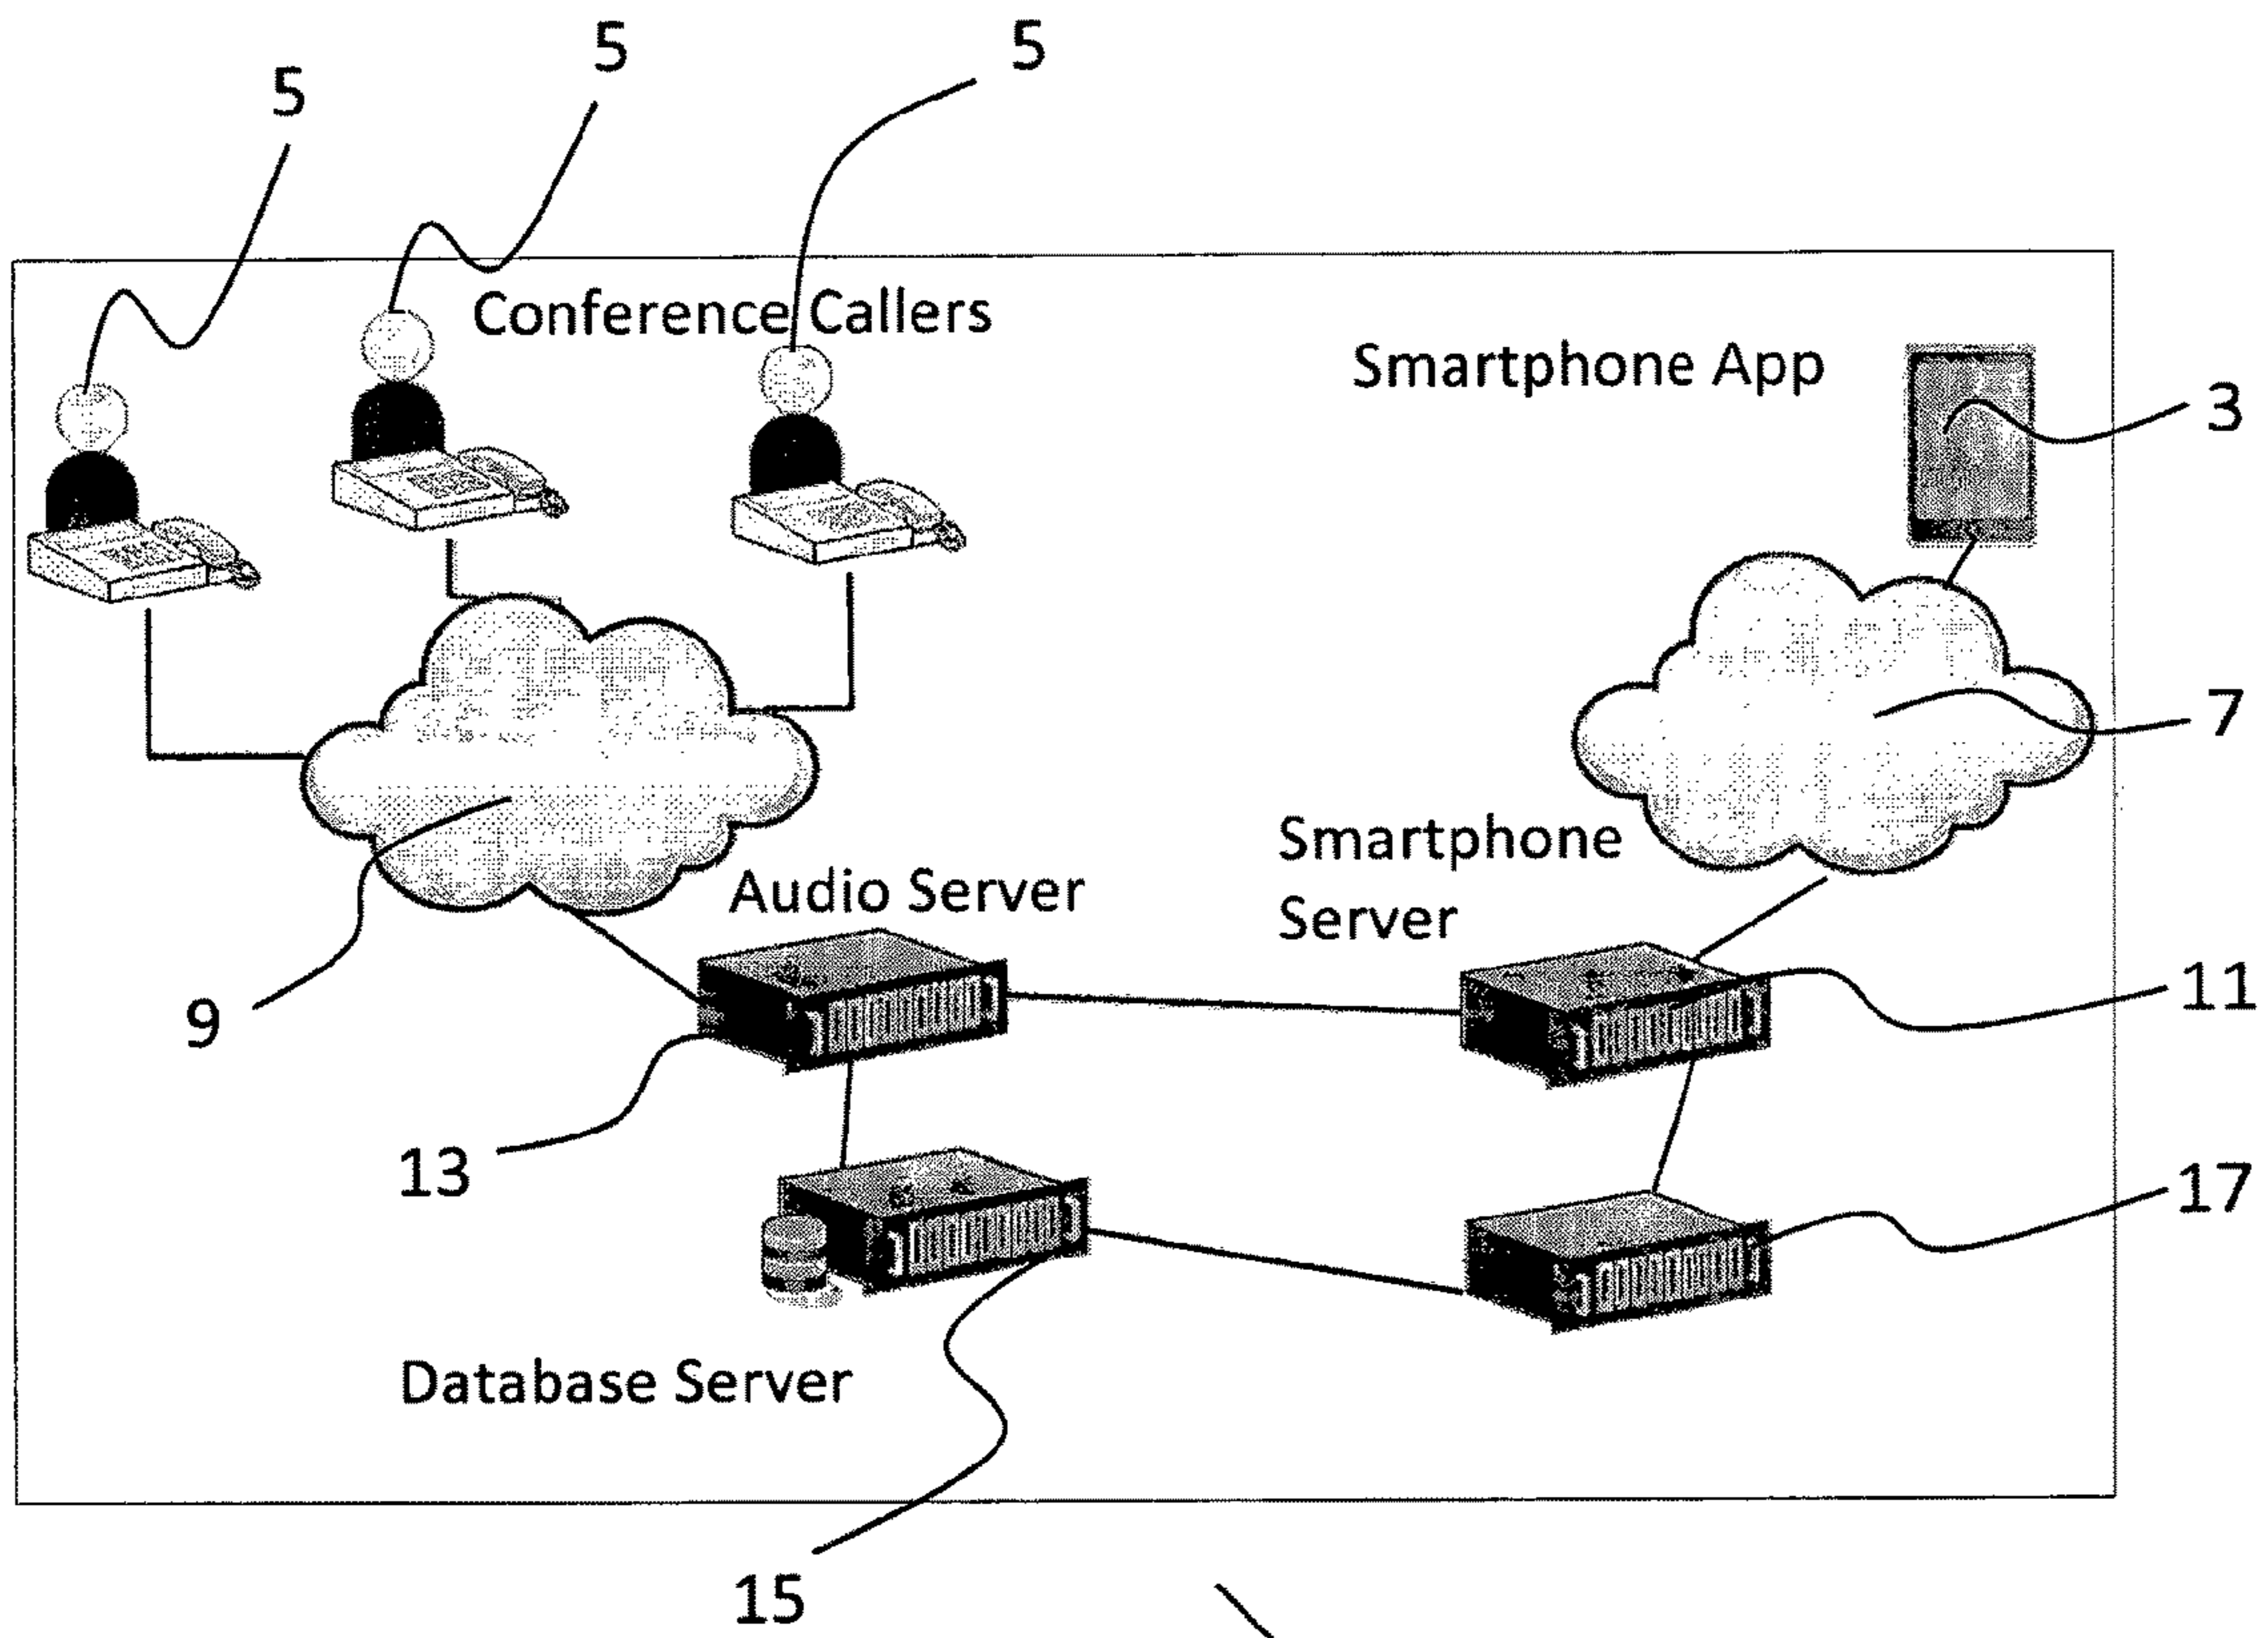 5
5
5
Conference Callers
Smartphone App
3
7
Smartphone
Server
Audio Server
9
11
13
17
Database Server
15